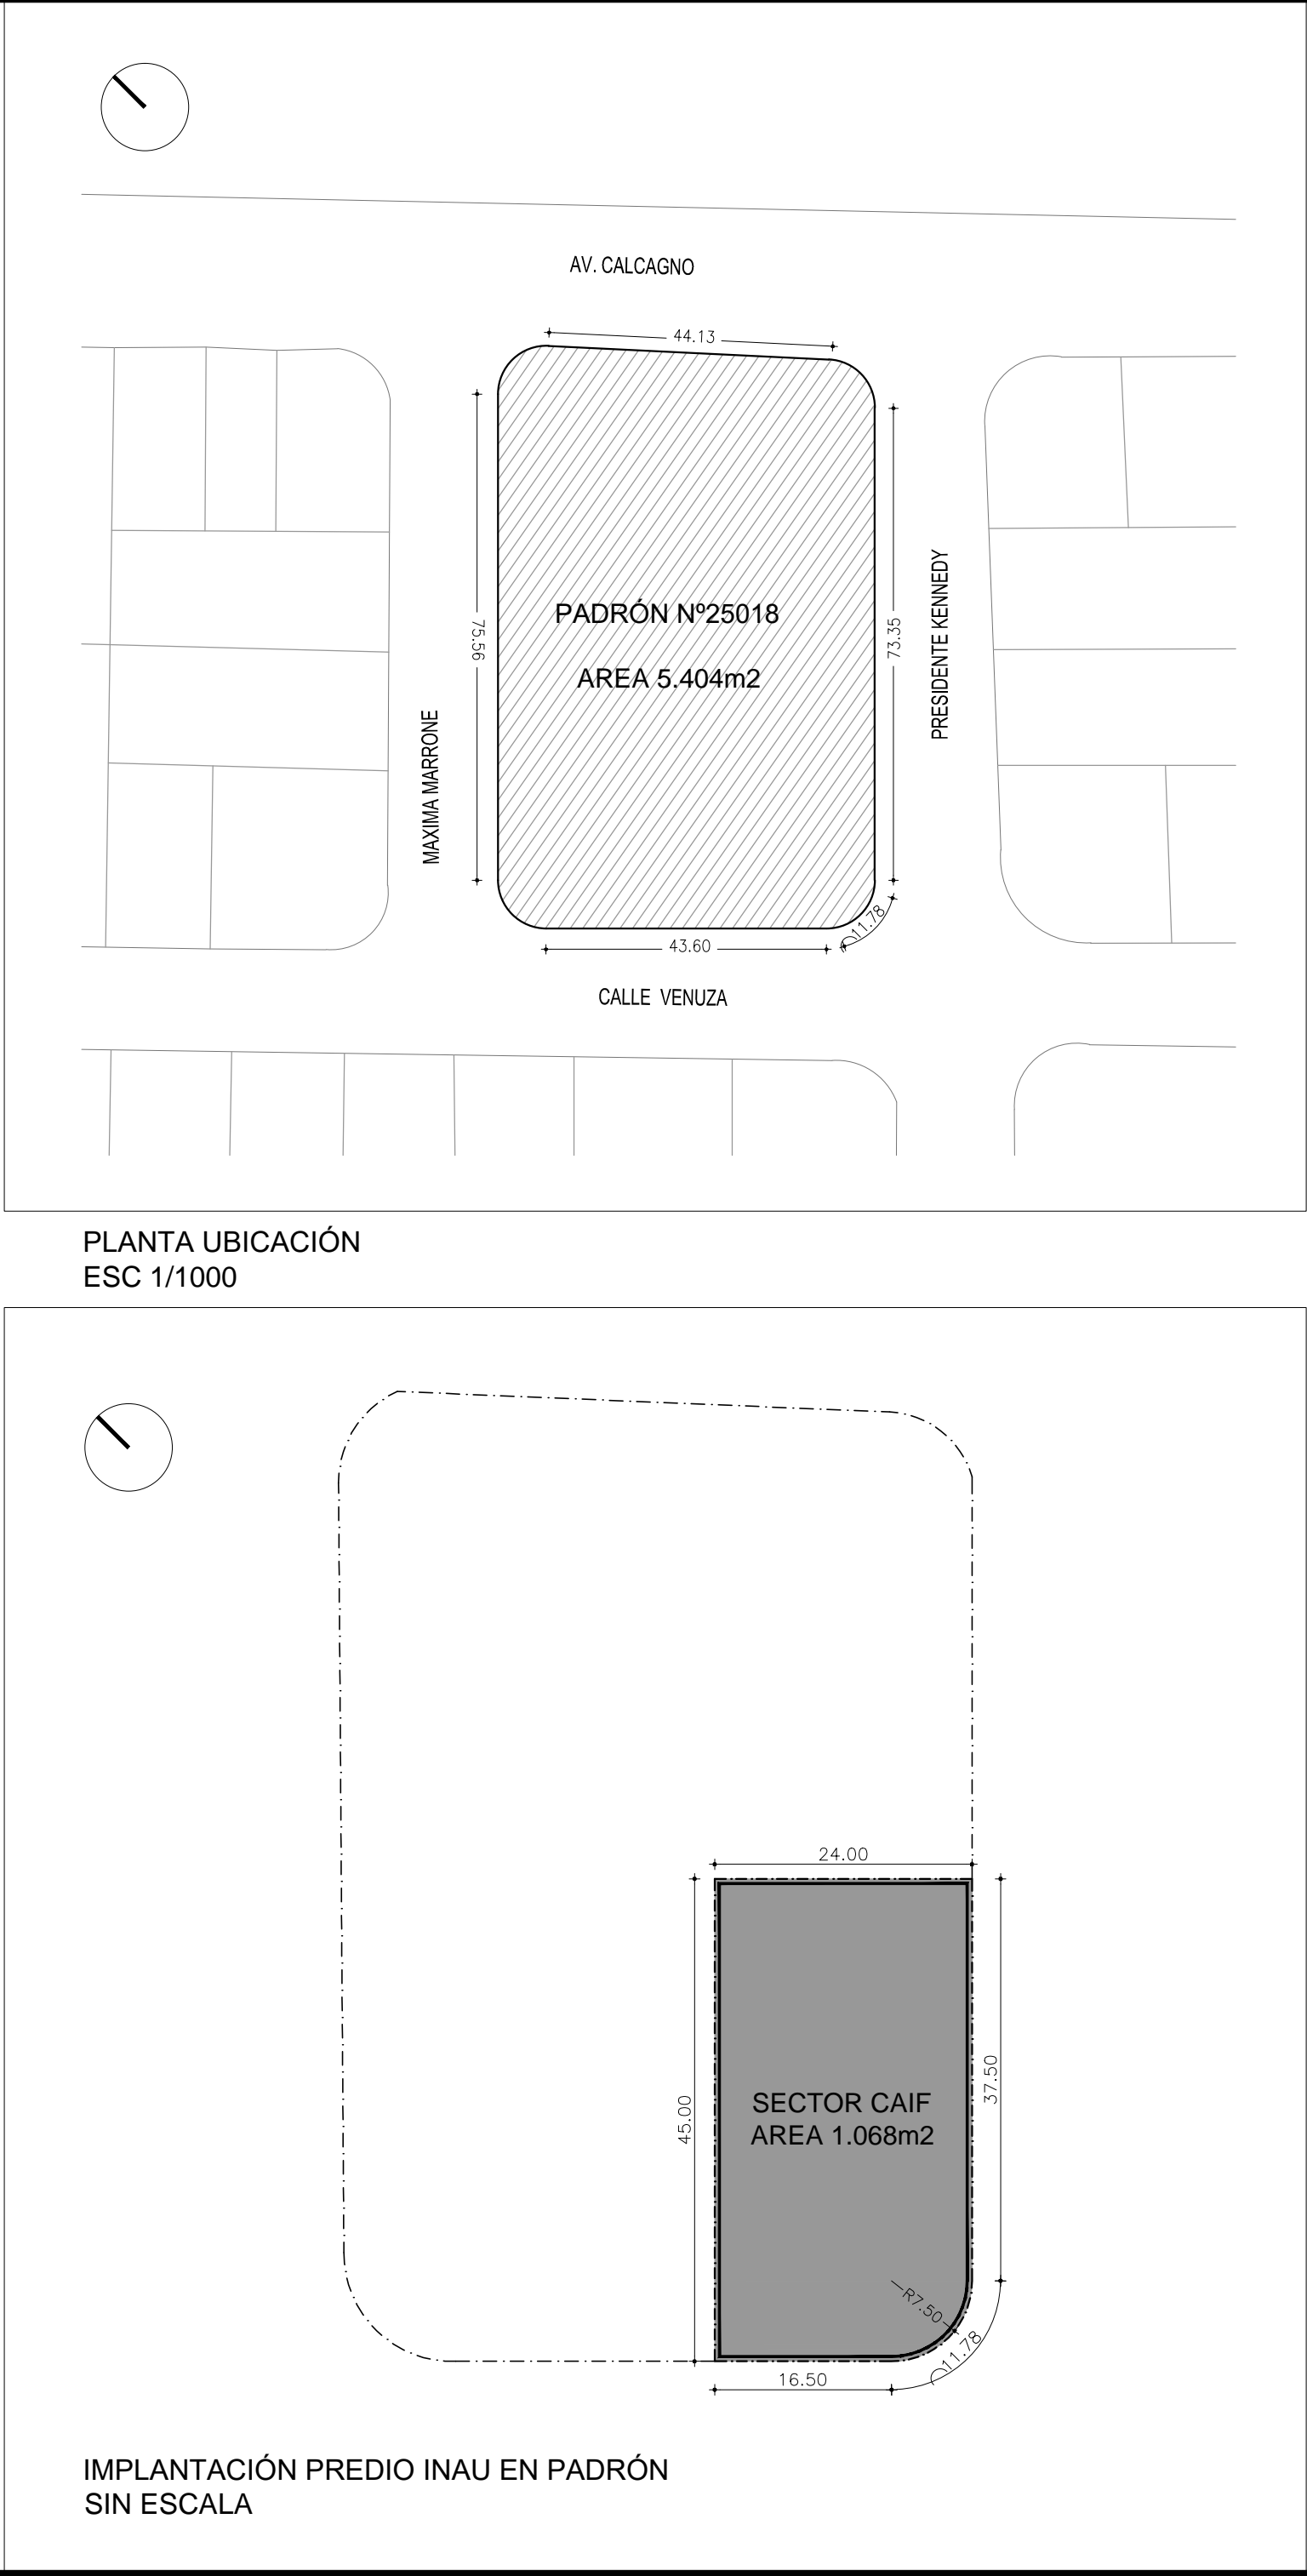 AV. CALCAGNO
44.13
75.56
73.35
PADRÓN Nº25018
AREA 5.404m2
PRESIDENTE KENNEDY
MAXIMA MARRONE
11.78
43.60
CALLE VENUZA
PLANTA UBICACIÓN
ESC 1/1000
24.00
45.00
37.50
SECTOR CAIF
AREA 1.068m2
R7.50
11.78
16.50
IMPLANTACIÓN PREDIO INAU EN PADRÓN
SIN ESCALA